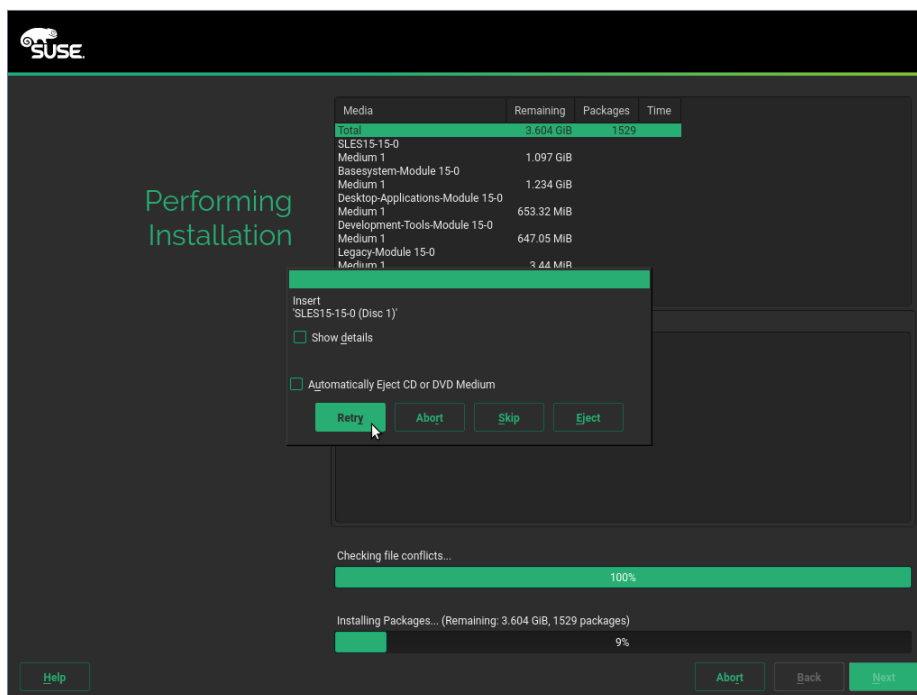 SUSE.
Performing
Installation
Media Remaining Packages Time
Total 3.604 GiB 1529
SLES15-15-0
Medium 1 1.097 GiB
Basesystem-Module 15-0
Medium 1 1.234 GiB
Desktop-Applications-Module 15-0
Medium 1 653.32 MiB
Development-Tools-Module 15-0
Medium 1 647.05 MiB
Legacy-Module 15-0
Medium 1 3.44 MiB
Insert
'SLES15-15-0 (Disc 1)'
Show details
Automatically Eject CD or DVD Medium
Retry Abort Skip Eject
Checking file conflicts...
100%
Installing Packages... (Remaining: 3.604 GiB, 1529 packages)
9%
Help Abort Back Next